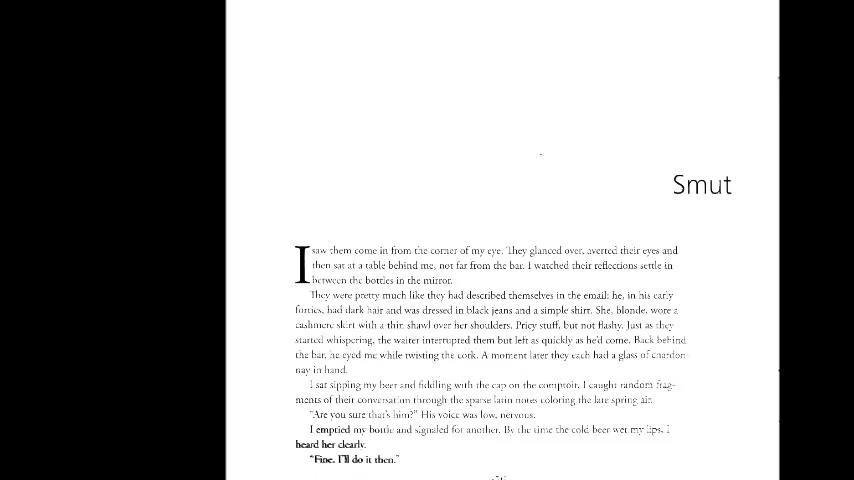 Smut
I saw them come in from the corner of my eye. They glanced over, averted their eyes and
then sat at a table behind me, not far from the bar. I watched their reflections settle in
between the bottles in the mirror.
They were pretty much like they had described themselves in the email: he, in his early
forties, had dark hair and was dressed in black jeans and a simple shirt. She, blonde, wore a
cashmere skirt with a thin shawl over her shoulders. Pricy stuff, but not flashy. Just as they
started whispering, the waiter interrupted them but left as quickly as he'd come. Back behind
the bar, he eyed me while twisting the cork. A moment later they each had a glass of chardon-
nay in hand.
I sat sipping my beer and fiddling with the cap on the comptoir. I caught random frag-
ments of their conversation through the sparse latin notes coloring the late spring air.
"Are you sure that's him?" His voice was low, nervous.
I emptied my bottle and signaled for another. By the time the cold beer wet my lips, I
heard her clearly.
"Fine. I'll do it then."